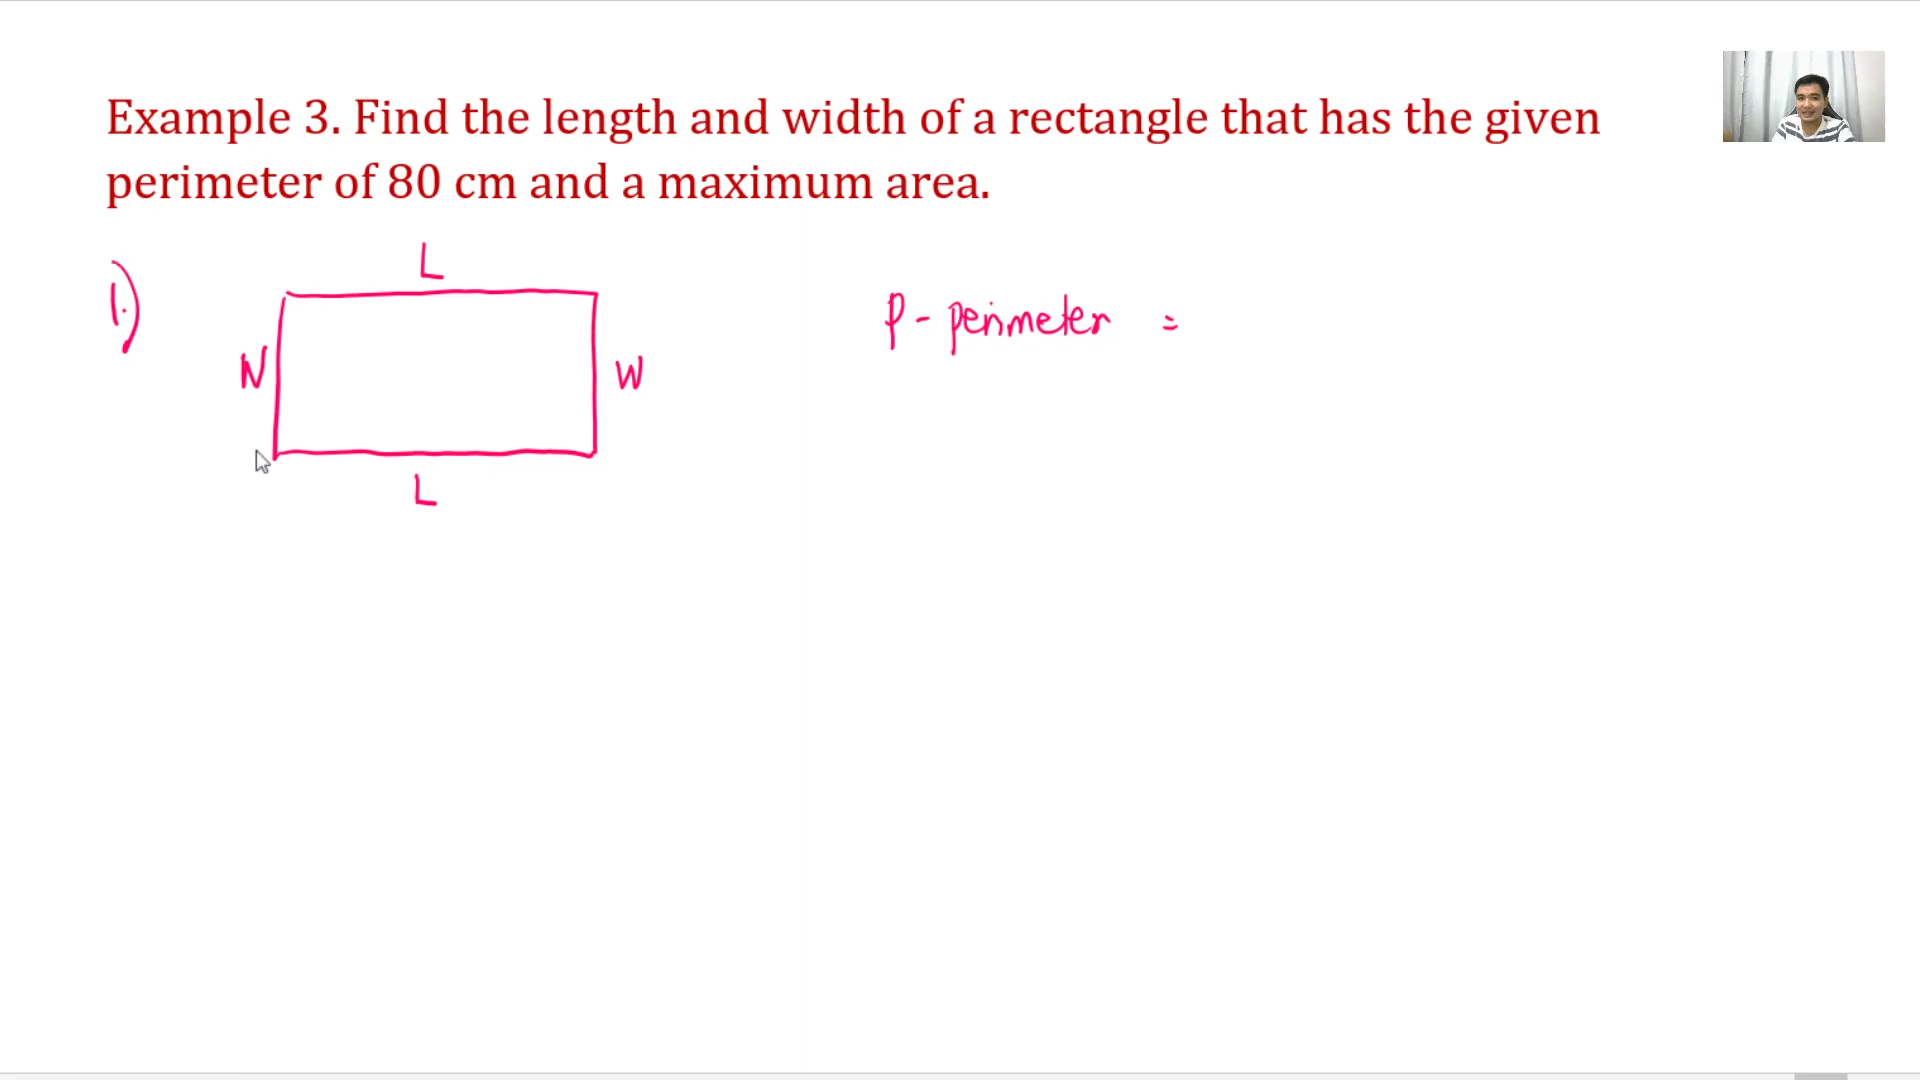 Example 3. Find the length and width of a rectangle that has the given
perimeter of 80 cm and a maximum area.
1.)
L
W
W
L
P - perimeter =